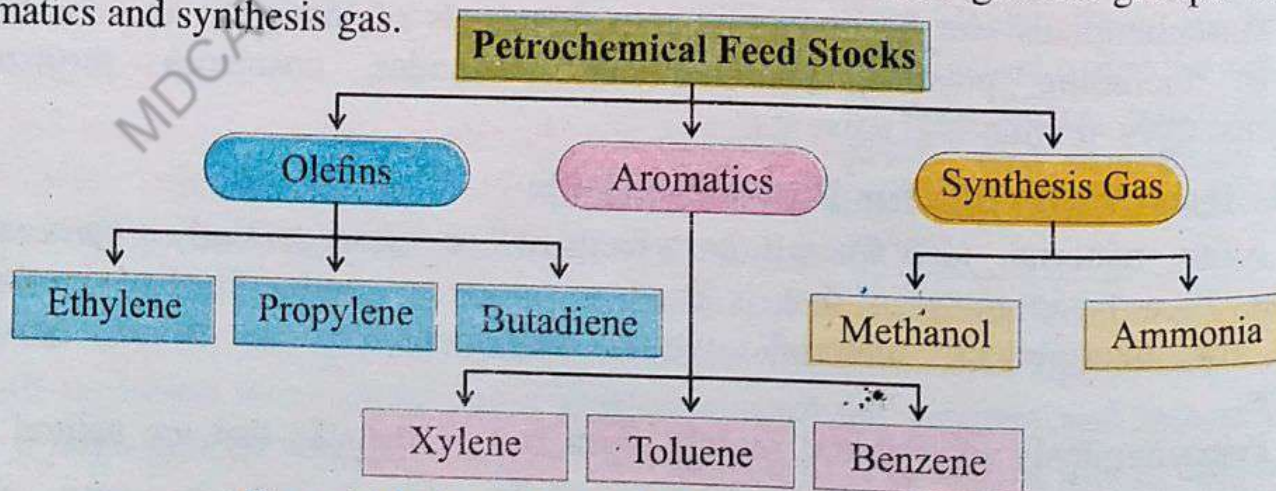 matics and synthesis gas.
MDCA
Petrochemical Feed Stocks
Olefins
Aromatics
Synthesis Gas
Ethylene
Propylene
Butadiene
Methanol
Ammonia
Xylene
Toluene
Benzene